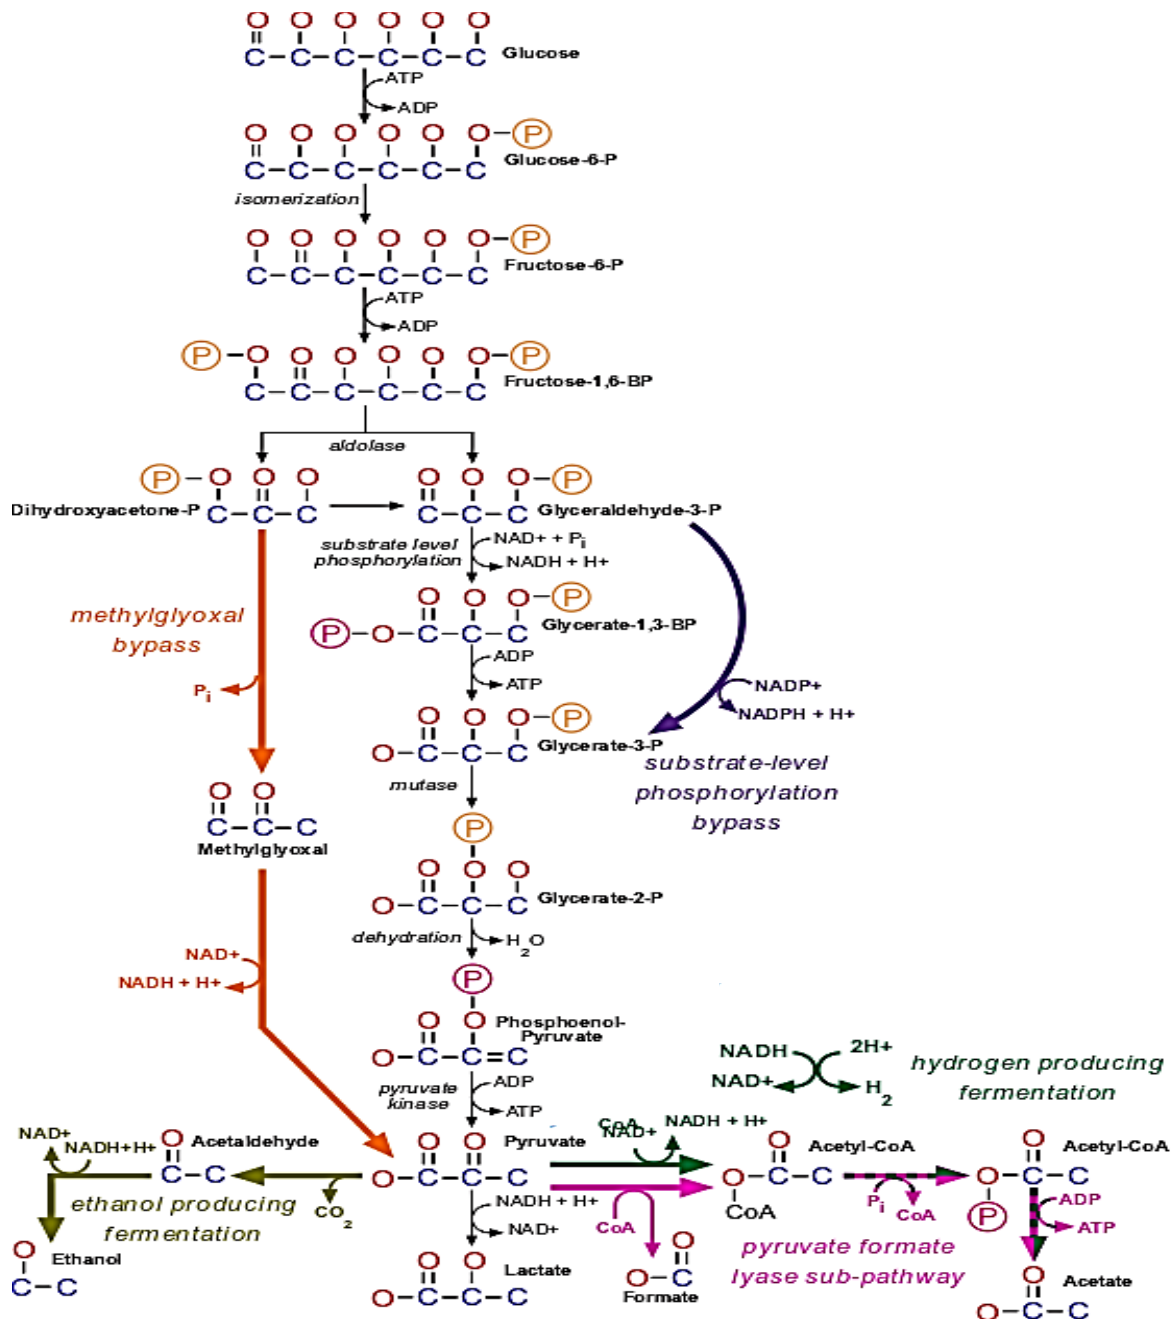 O O O O O O
C-C-C-C-C-C Glucose
ATP
ADP
O O O O O O-P
C-C-C-C-C-C Glucose-6-P
isomerization
O O O O O O-P
C-C-C-C-C-C Fructose-6-P
ATP
ADP
P-O O O O O O-P
C-C-C-C-C-C Fructose-1,6-BP
aldolase
P-O O O
Dihydroxyacetone-P C-C-C
O O O-P
C-C-C Glyceraldehyde-3-P
substrate level
phosphorylation
NAD+ + Pi
NADH + H+
methylglyoxal
bypass
O O O-P
P-O-C-C-C Glycerate-1,3-BP
ADP
ATP
Pi
NADP+
NADPH + H+
O O O-P
O-C-C-C Glycerate-3-P
mutase
substrate-level
phosphorylation
bypass
O O
C-C-C
Methylglyoxal
P
O O O
O-C-C-C Glycerate-2-P
dehydration
H2O
NAD+
NADH + H+
P
O O
O-C-C=C
Phosphoenol-
Pyruvate
pyruvate
kinase
ADP
ATP
NADH
2H+
NAD+
H2
hydrogen producing
fermentation
NAD+
NADH+H+
O
C-C
Acetaldehyde
CO2
ethanol producing
fermentation
O
C-C
Ethanol
O O
O-C-C-C
Pyruvate
NADH + H+
NAD+
O O
O-C-C-C
Lactate
CoA
NAD+
NADH + H+
CoA
O
O-C
Formate
O
O-C-C
CoA
Acetyl-CoA
Pi
CoA
pyruvate formate
lyase sub-pathway
O
O-C-C
P
Acetyl-CoA
ADP
ATP
O
O-C-C
Acetate